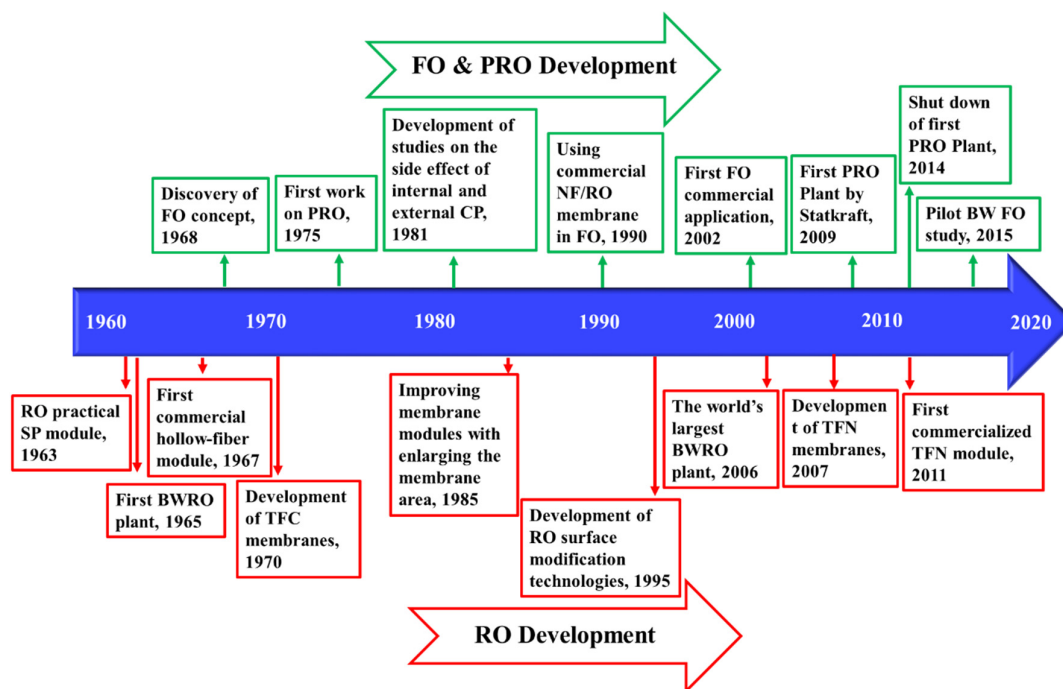 FO & PRO Development
Discovery of
FO concept,
1968
First work
on PRO,
1975
Development of
studies on the
side effect of
internal and
external CP,
1981
Using
commercial
NF/RO
membrane
in FO, 1990
First FO
commercial
application,
2002
First PRO
Plant by
Statkraft,
2009
Shut down
of first
PRO Plant,
2014
Pilot BW FO
study, 2015
1960 1970 1980 1990 2000 2010 2020
RO practical
SP module,
1963
First BWRO
plant, 1965
First
commercial
hollow-fiber
module, 1967
Development
of TFC
membranes,
1970
Improving
membrane
modules with
enlarging the
membrane
area, 1985
Development of
RO surface
modification
technologies, 1995
The world's
largest
BWRO
plant, 2006
Developmen
t of TFN
membranes,
2007
First
commercialized
TFN module,
2011
RO Development